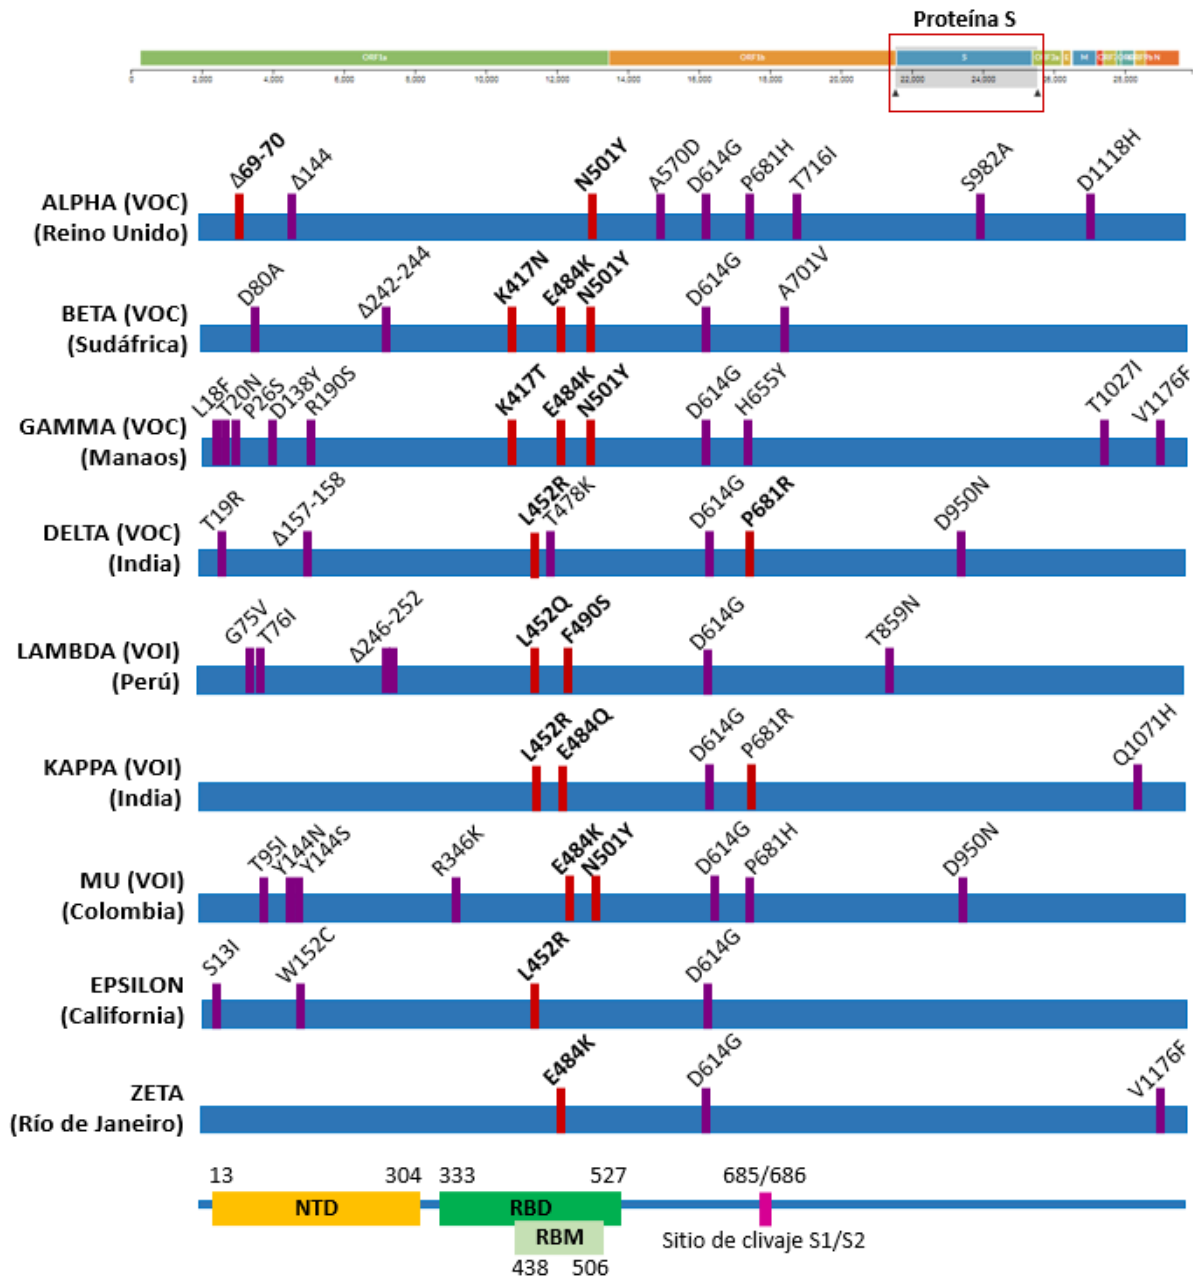 Proteína S
ORF1a ORF1b S ORF3a E M N
0 2,000 4,000 6,000 8,000 10,000 12,000 14,000 16,000 18,000 20,000 22,000 24,000 26,000 28,000
Δ69-70 Δ144 N501Y A570D D614G P681H T716I S982A D1118H
ALPHA (VOC)
(Reino Unido)
D80A Δ242-244 K417N E484K N501Y D614G A701V
BETA (VOC)
(Sudáfrica)
L18F T20N P26S D138Y R190S K417T E484K N501Y D614G H655Y T1027I V1176F
GAMMA (VOC)
(Manaos)
T19R Δ157-158 L452R T478K D614G P681R D950N
DELTA (VOC)
(India)
G75V T76I Δ246-252 L452Q F490S D614G T859N
LAMBDA (VOI)
(Perú)
L452R E484Q D614G P681R Q1071H
KAPPA (VOI)
(India)
T95I Y144N Y144S R346K E484K N501Y D614G P681H D950N
MU (VOI)
(Colombia)
S13I W152C L452R D614G
EPSILON
(California)
E484K D614G V1176F
ZETA
(Río de Janeiro)
13 304 333 527 685/686
NTD RBD
RBM Sitio de clivaje S1/S2
438 506